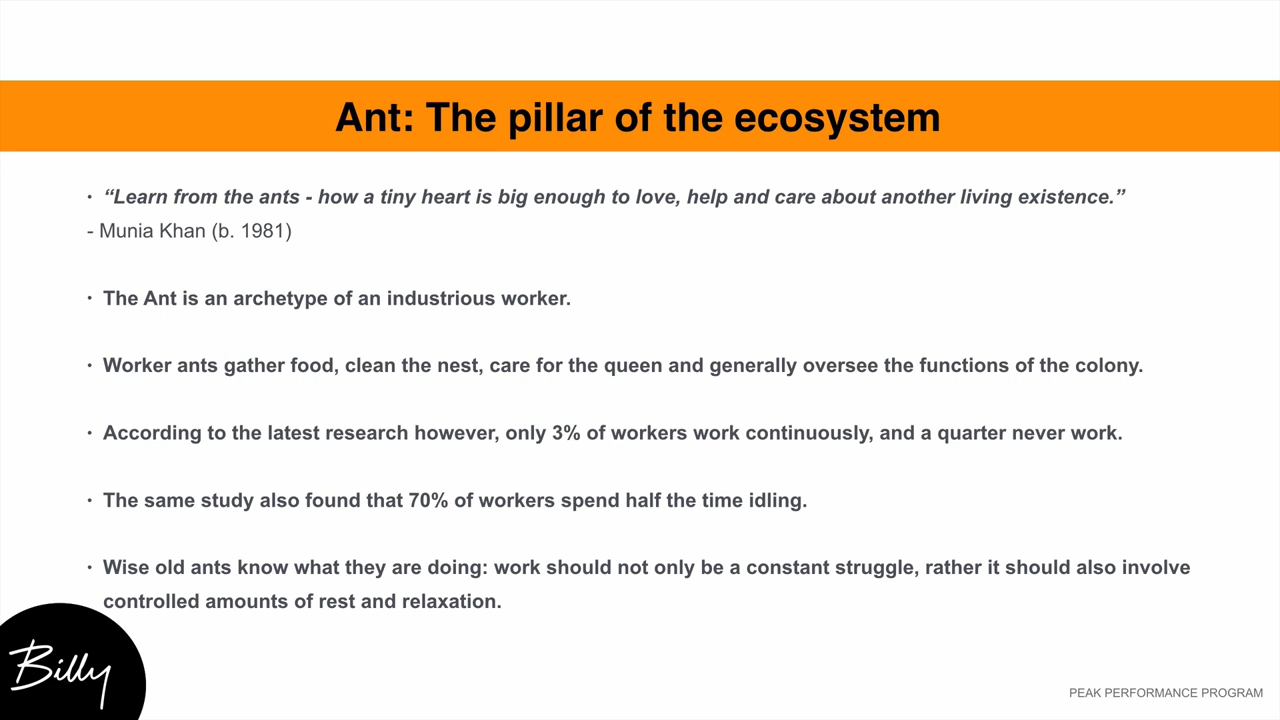 Ant: The pillar of the ecosystem
· “Learn from the ants - how a tiny heart is big enough to love, help and care about another living existence.”
- Munia Khan (b. 1981)
· The Ant is an archetype of an industrious worker.
· Worker ants gather food, clean the nest, care for the queen and generally oversee the functions of the colony.
· According to the latest research however, only 3% of workers work continuously, and a quarter never work.
· The same study also found that 70% of workers spend half the time idling.
· Wise old ants know what they are doing: work should not only be a constant struggle, rather it should also involve
controlled amounts of rest and relaxation.
Billy
PEAK PERFORMANCE PROGRAM